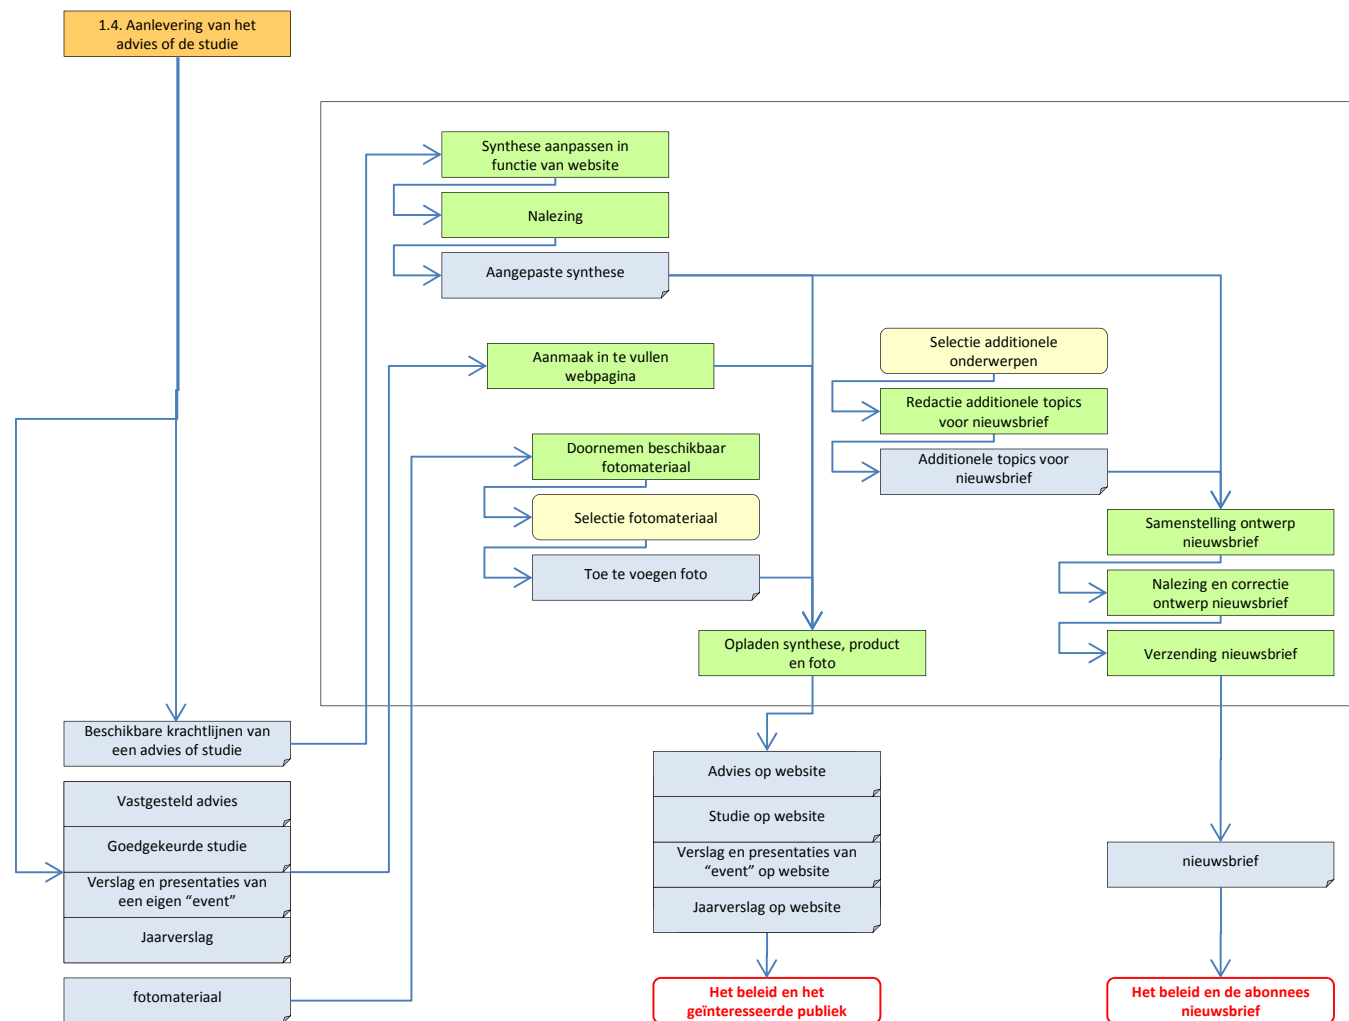 1.4. Aanlevering van het
advies of de studie
Synthese aanpassen in
functie van website
Nalezing
Aangepaste synthese
Selectie additionele
onderwerpen
Aanmaak in te vullen
webpagina
Redactie additionele topics
voor nieuwsbrief
Doornemen beschikbaar
fotomateriaal
Additionele topics voor
nieuwsbrief
Selectie fotomateriaal
Samenstelling ontwerp
nieuwsbrief
Toe te voegen foto
Nalezing en correctie
ontwerp nieuwsbrief
Opladen synthese, product
en foto
Verzending nieuwsbrief
Beschikbare krachtlijnen van
een advies of studie
Vastgesteld advies
Goedgekeurde studie
Verslag en presentaties van
een eigen “event”
Jaarverslag
fotomateriaal
Advies op website
Studie op website
Verslag en presentaties van
“event” op website
Jaarverslag op website
nieuwsbrief
Het beleid en het
geïnteresseerde publiek
Het beleid en de abonnees
nieuwsbrief